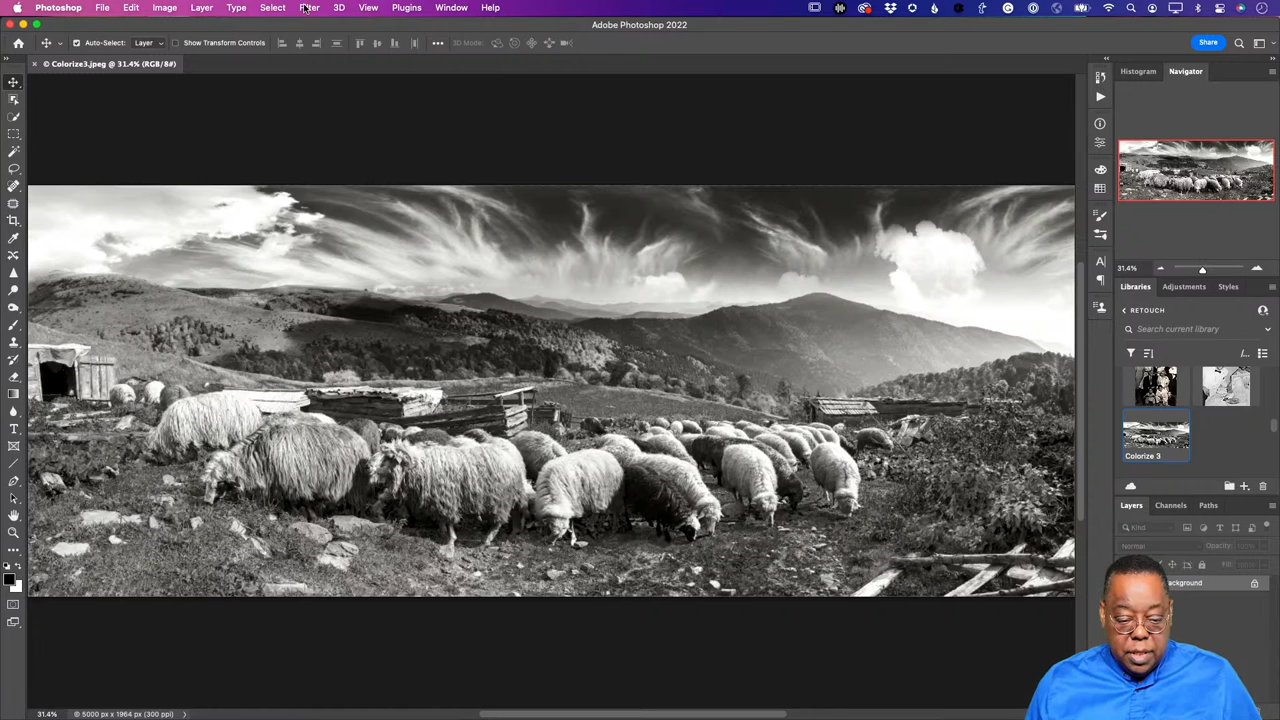 Photoshop File Edit Image Layer Type Select Filter 3D View Plugins Window Help
Adobe Photoshop 2022
Auto-Select: Layer Show Transform Controls 3D Mode: Share
© Colorize3.jpeg @ 31.4% (RGB/8#)
Histogram Navigator
31.4%
Libraries Adjustments Styles
RETOUCH
Search current library
Colorize 3
Layers Channels Paths
Kind
Normal Opacity: 100%
Fill:
31.4% 5000 px x 1964 px (300 ppi)